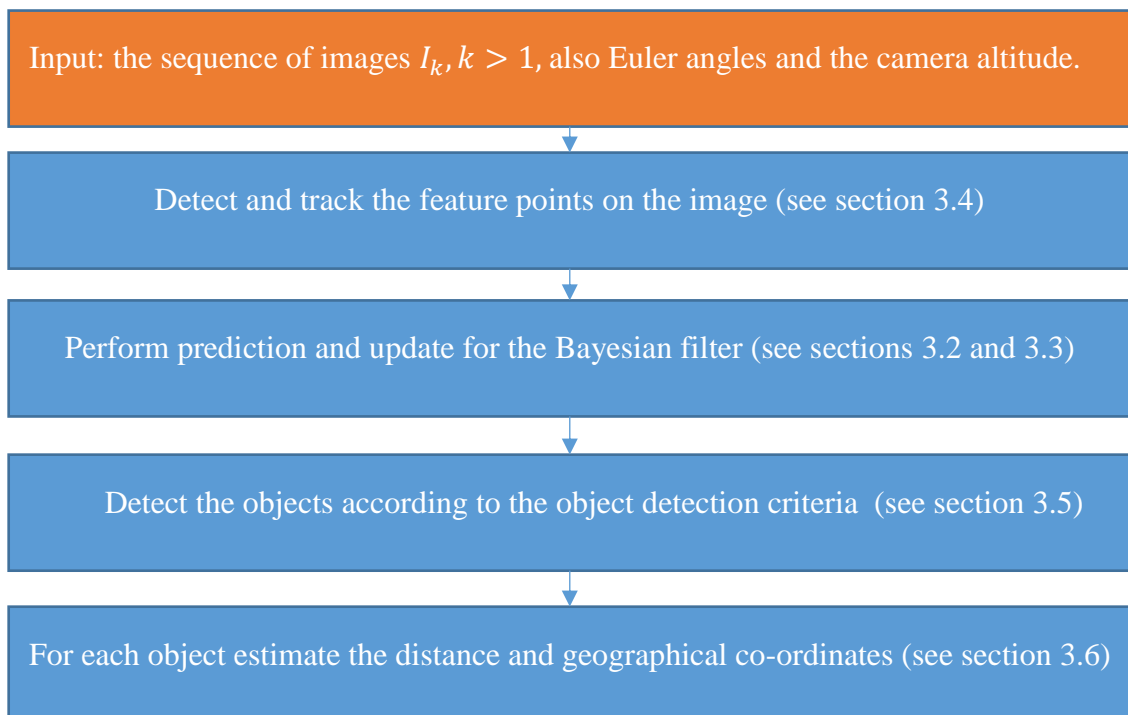 Input: the sequence of images 𝐼𝑘, 𝑘 > 1, also Euler angles and the camera altitude.
Detect and track the feature points on the image (see section 3.4)
Perform prediction and update for the Bayesian filter (see sections 3.2 and 3.3)
Detect the objects according to the object detection criteria (see section 3.5)
For each object estimate the distance and geographical co-ordinates (see section 3.6)